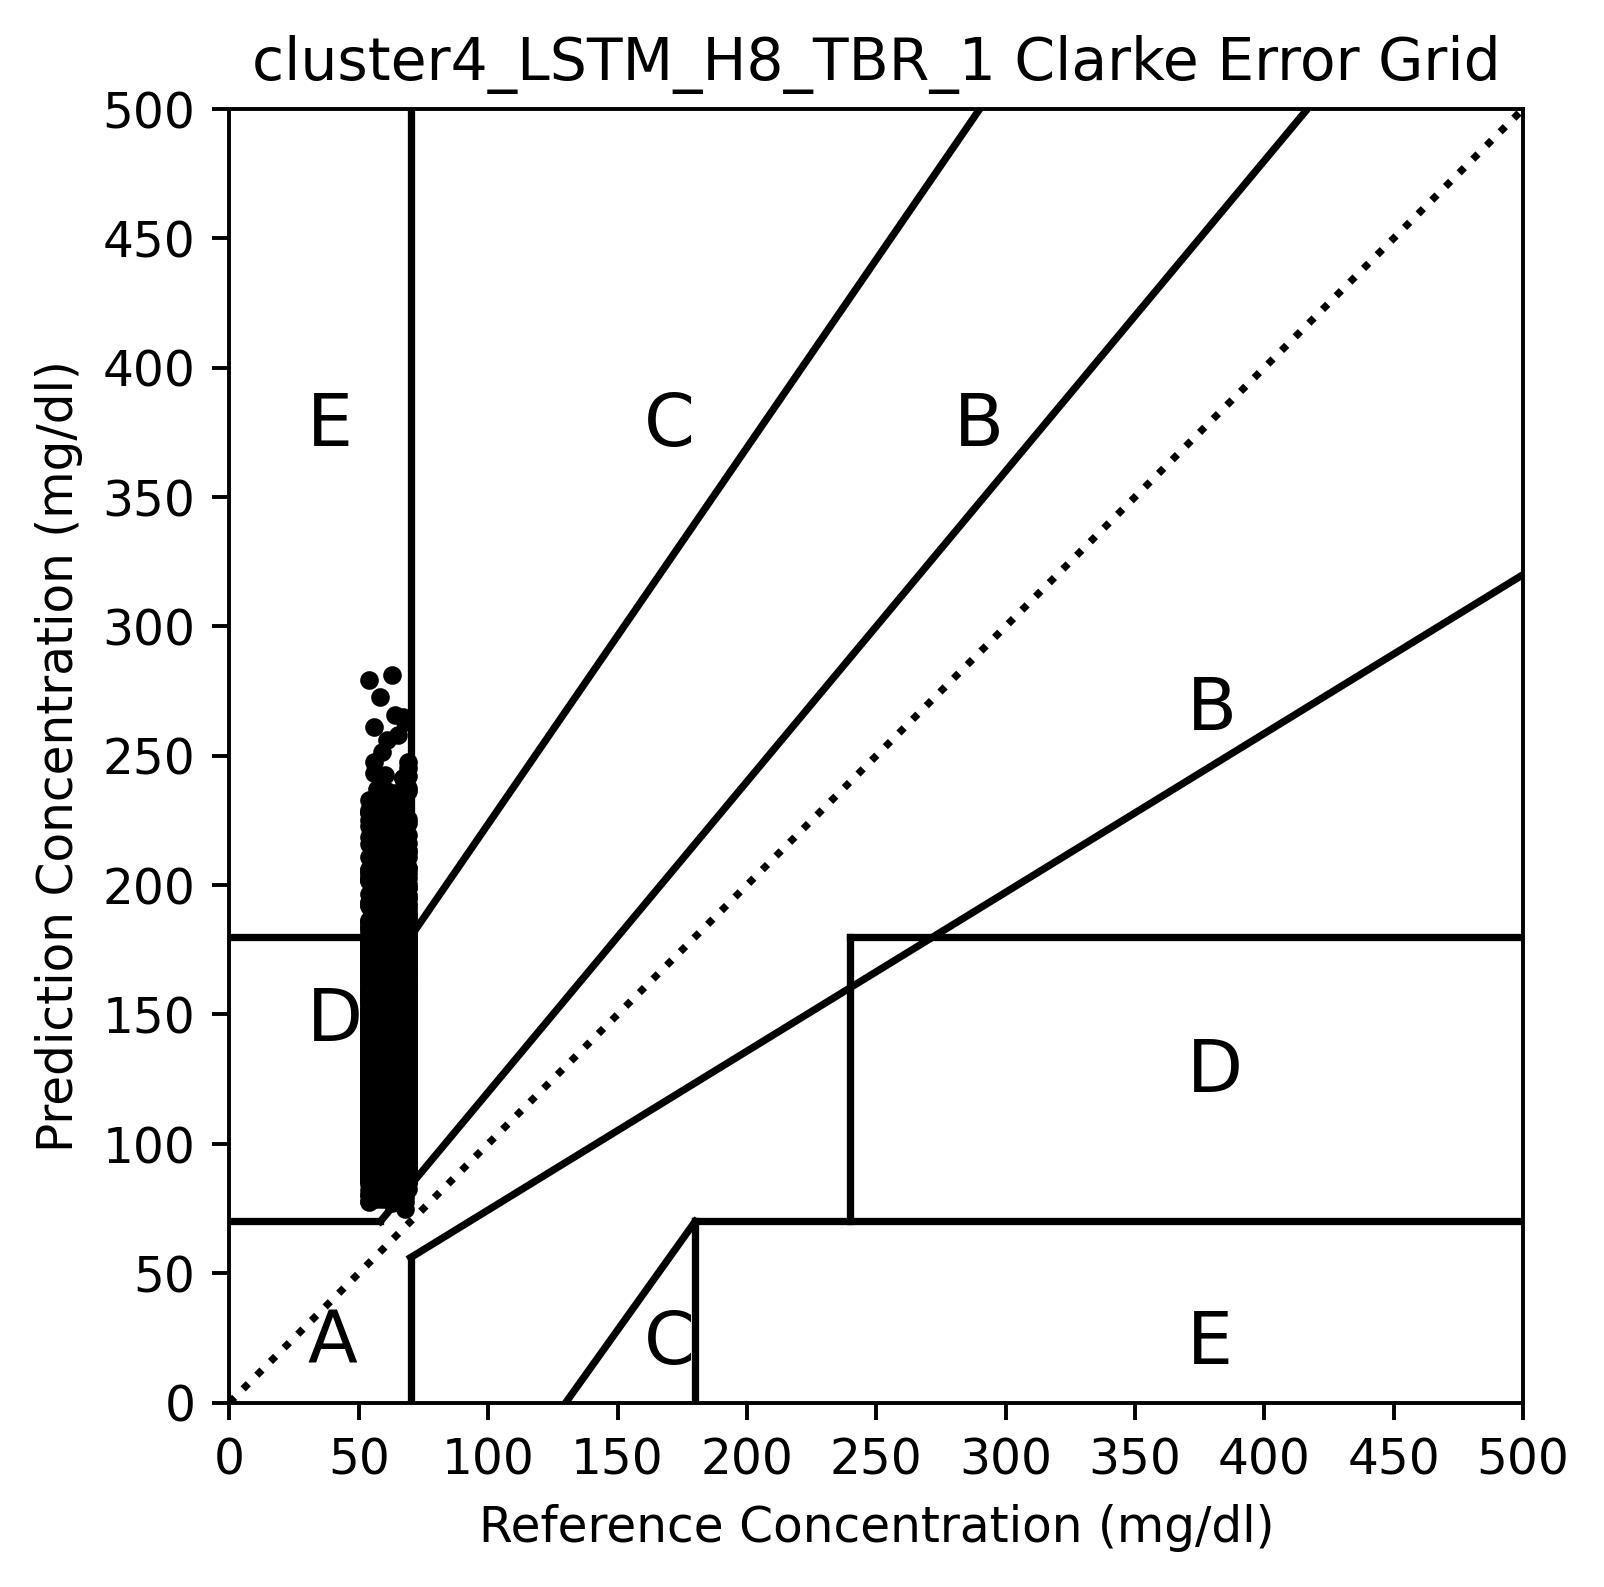 cluster4_LSTM_H8_TBR_1 Clarke Error Grid
500
450
400
350
300
250
200
150
100
50
0
Prediction Concentration (mg/dl)
E
C
B
B
D
D
A
C
E
0 50 100 150 200 250 300 350 400 450 500
Reference Concentration (mg/dl)